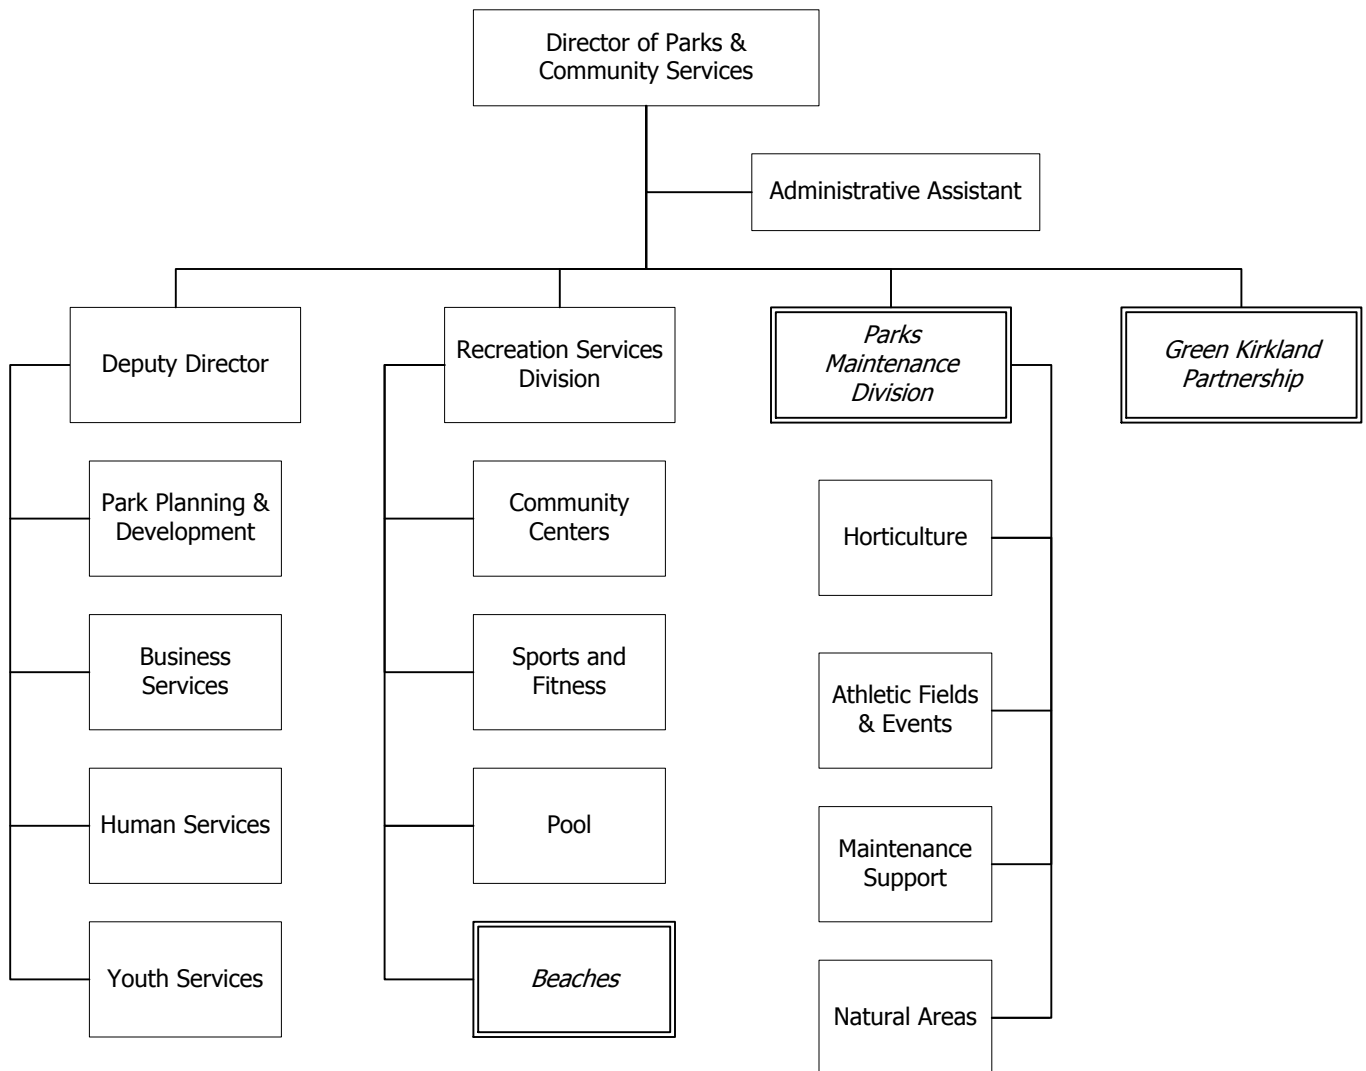 Director of Parks &
Community Services
Administrative Assistant
Deputy Director
Recreation Services
Division
Parks
Maintenance
Division
Green Kirkland
Partnership
Park Planning &
Development
Community
Centers
Horticulture
Business
Services
Sports and
Fitness
Athletic Fields
& Events
Human Services
Pool
Maintenance
Support
Youth Services
Beaches
Natural Areas